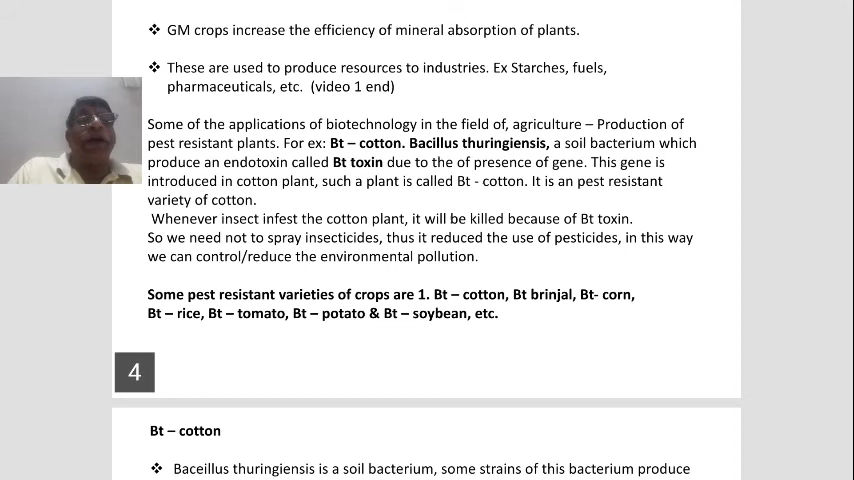 ❖ GM crops increase the efficiency of mineral absorption of plants.
❖ These are used to produce resources to industries. Ex Starches, fuels,
pharmaceuticals, etc.  (video 1 end)
Some of the applications of biotechnology in the field of, agriculture – Production of
pest resistant plants. For ex: Bt – cotton. Bacillus thuringiensis, a soil bacterium which
produce an endotoxin called Bt toxin due to the of presence of gene. This gene is
introduced in cotton plant, such a plant is called Bt - cotton. It is an pest resistant
variety of cotton.
Whenever insect infest the cotton plant, it will be killed because of Bt toxin.
So we need not to spray insecticides, thus it reduced the use of pesticides, in this way
we can control/reduce the environmental pollution.
Some pest resistant varieties of crops are 1. Bt – cotton, Bt brinjal, Bt- corn,
Bt – rice, Bt – tomato, Bt – potato & Bt – soybean, etc.
4
Bt – cotton
❖ Baceillus thuringiensis is a soil bacterium, some strains of this bacterium produce